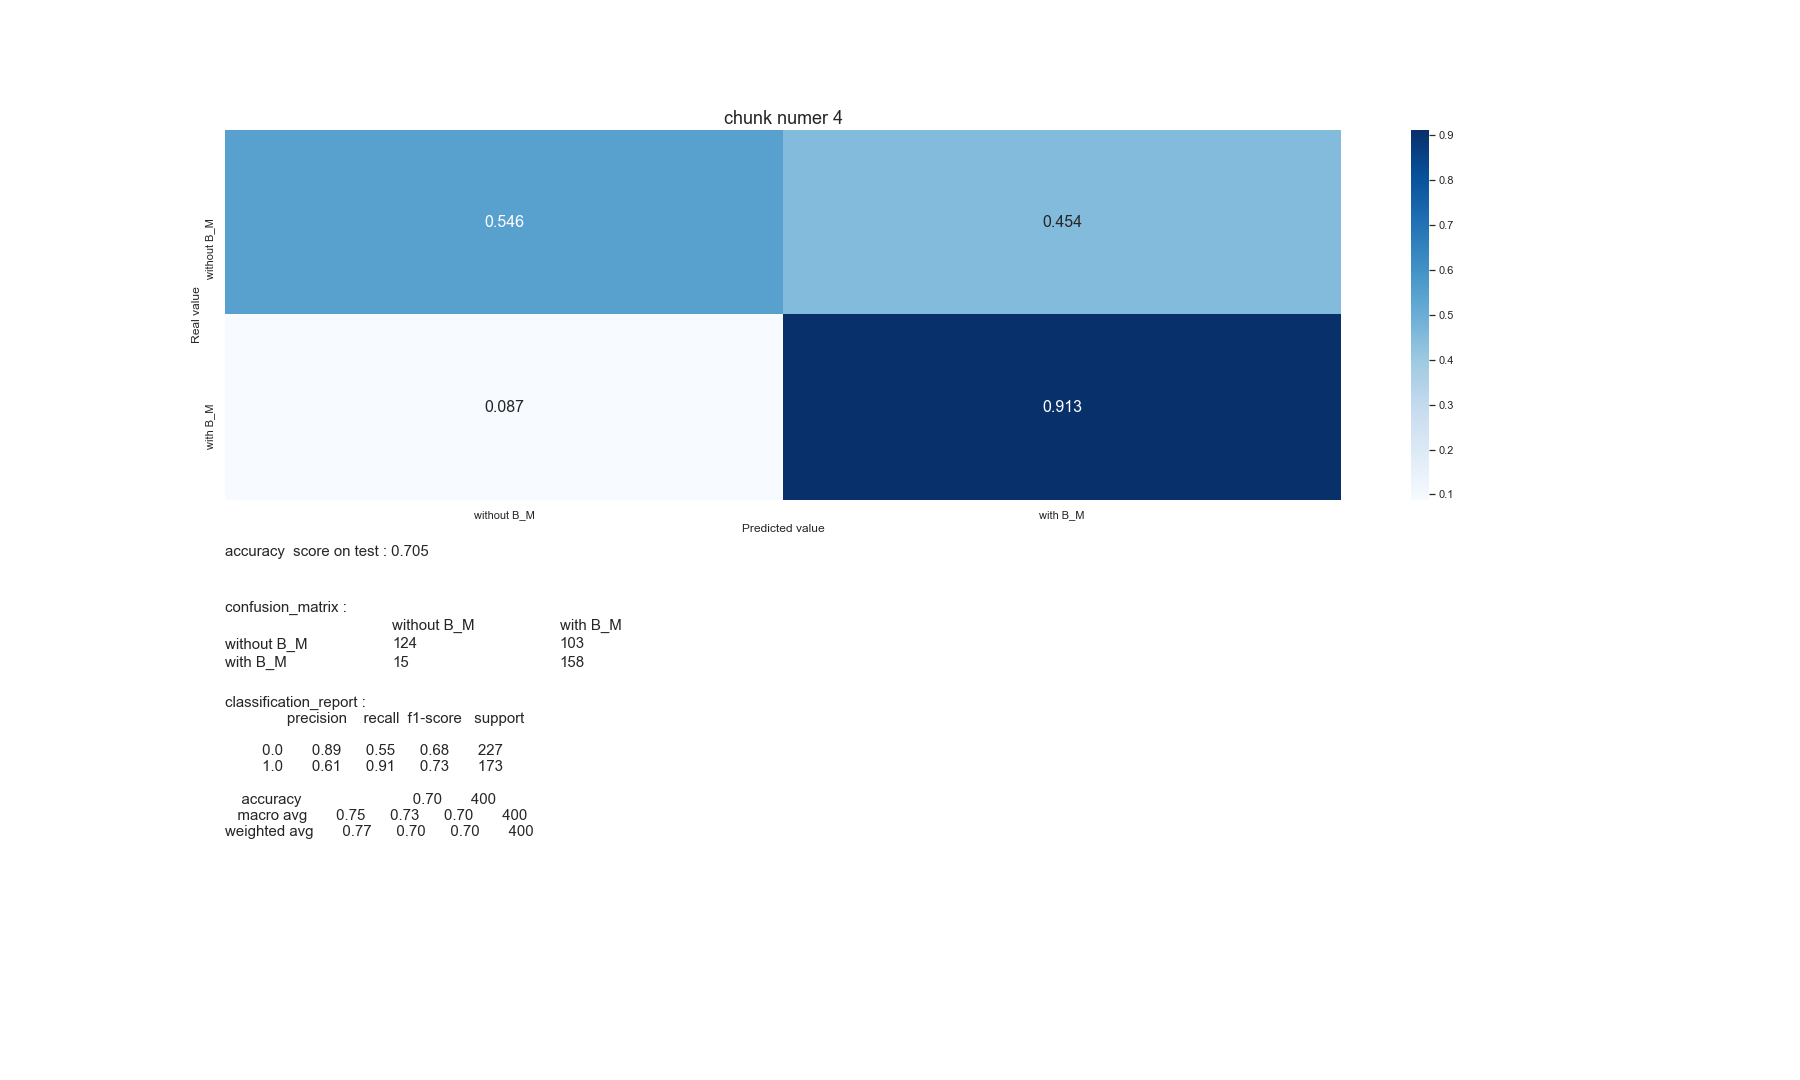 chunk numer 4
0.546 0.454
0.087 0.913
without B_M
with B_M
Real value
without B_M with B_M
Predicted value
0.9
0.8
0.7
0.6
0.5
0.4
0.3
0.2
0.1
accuracy  score on test : 0.705
confusion_matrix :
without B_M with B_M
without B_M 124 103
with B_M 15 158
classification_report :
precision recall f1-score support
0.0 0.89 0.55 0.68 227
1.0 0.61 0.91 0.73 173
accuracy 0.70 400
macro avg 0.75 0.73 0.70 400
weighted avg 0.77 0.70 0.70 400